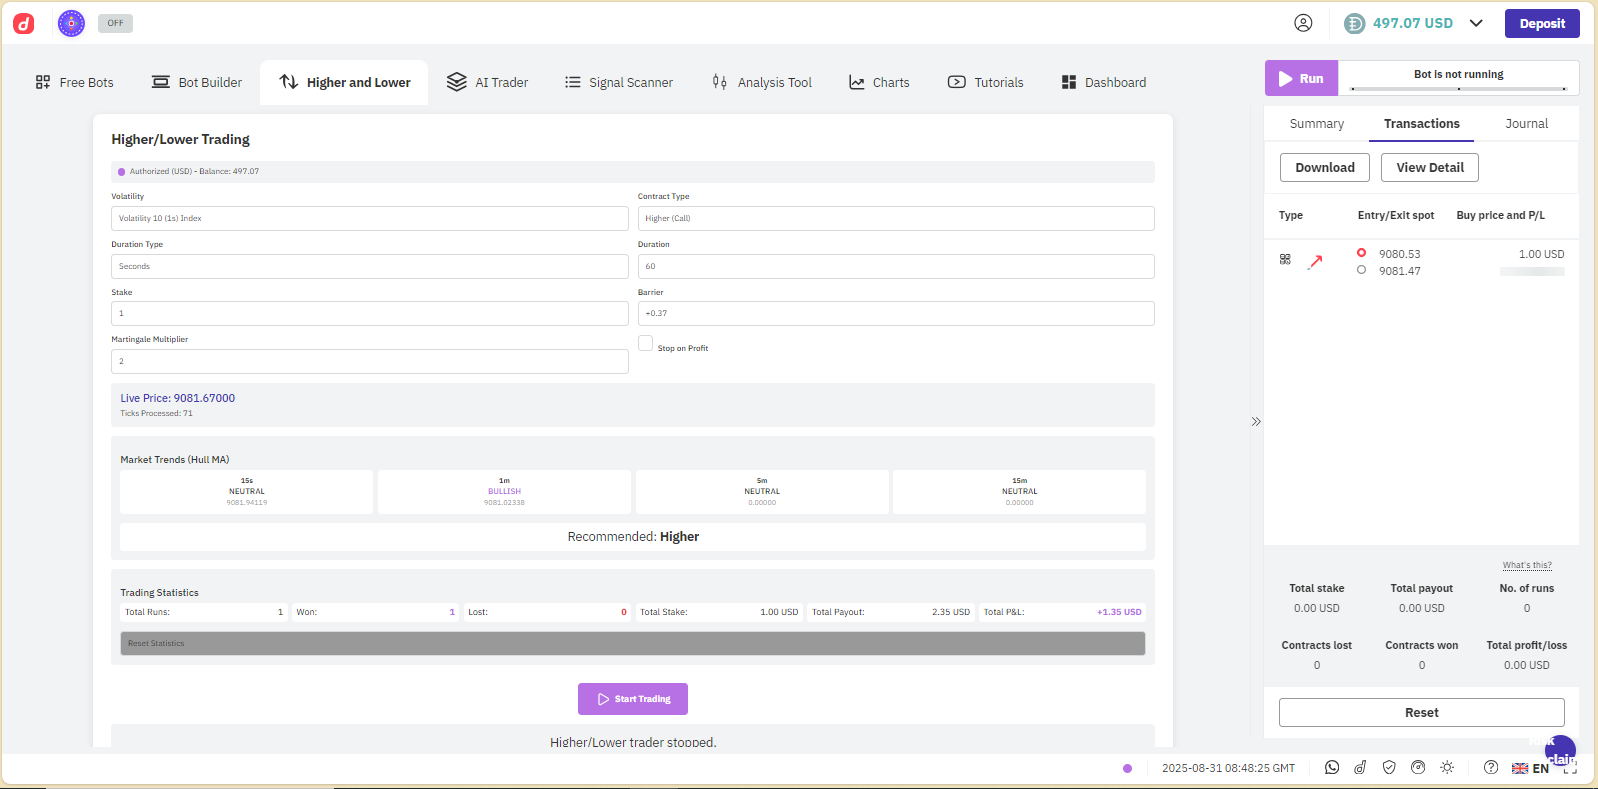 OFF
497.07 USD
Deposit
Free Bots
Bot Builder
Higher and Lower
AI Trader
Signal Scanner
Analysis Tool
Charts
Tutorials
Dashboard
Run
Bot is not running
Higher/Lower Trading
Authorized (USD) - Balance: 497.07
Volatility
Contract Type
Volatility 10 (1s) Index
Higher (Call)
Duration Type
Duration
Seconds
60
Stake
Barrier
1
+0.37
Martingale Multiplier
2
Stop on Profit
Live Price: 9081.67000
Ticks Processed: 71
Market Trends (Hull MA)
15s
NEUTRAL
9081.94119
1m
BULLISH
9081.02338
5m
NEUTRAL
0.00000
15m
NEUTRAL
0.00000
Recommended: Higher
Trading Statistics
Total Runs: 1
Won: 1
Lost: 0
Total Stake: 1.00 USD
Total Payout: 2.35 USD
Total P&L: +1.35 USD
Reset Statistics
Start Trading
Higher/Lower trader stopped.
Summary
Transactions
Journal
Download
View Detail
Type
Entry/Exit spot
Buy price and P/L
9080.53
9081.47
1.00 USD
What's this?
Total stake
0.00 USD
Total payout
0.00 USD
No. of runs
0
Contracts lost
0
Contracts won
0
Total profit/loss
0.00 USD
Reset
2025-08-31 08:48:25 GMT
EN